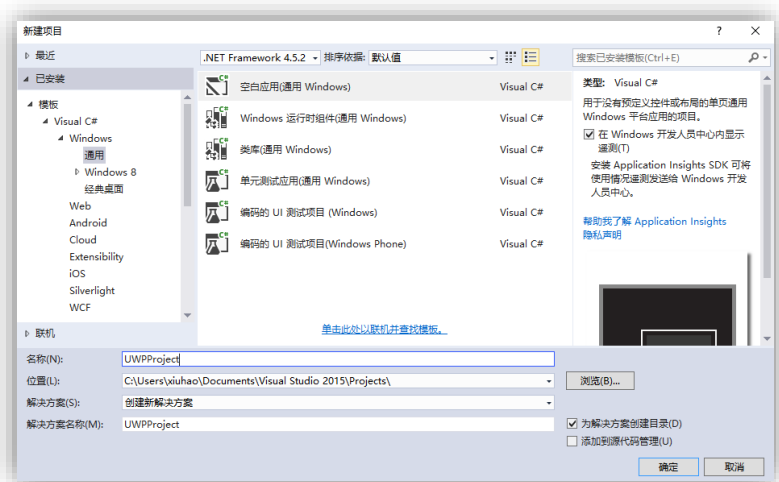 新建项目
? ×
最近
.NET Framework 4.5.2 排序依据: 默认值
搜索已安装模板(Ctrl+E)
已安装
模板
Visual C#
Windows
通用
Windows 8
经典桌面
Web
Android
Cloud
Extensibility
iOS
Silverlight
WCF
联机
空白应用(通用 Windows) Visual C#
Windows 运行时组件(通用 Windows) Visual C#
类库(通用 Windows) Visual C#
单元测试应用(通用 Windows) Visual C#
编码的 UI 测试项目 (Windows) Visual C#
编码的 UI 测试项目(Windows Phone) Visual C#
单击此处以联机并查找模板。
类型: Visual C#
用于没有预定义控件或布局的单页通用
Windows 平台应用的项目。
在 Windows 开发人员中心内显示
遥测(T)
安装 Application Insights SDK 可将
使用情况遥测发送给 Windows 开发
人员中心。
帮助我了解 Application Insights
隐私声明
名称(N): UWPProject
位置(L): C:\Users\xiuhao\Documents\Visual Studio 2015\Projects\ 浏览(B)...
解决方案(S): 创建新解决方案
解决方案名称(M): UWPProject
为解决方案创建目录(D)
添加到源代码管理(U)
确定 取消